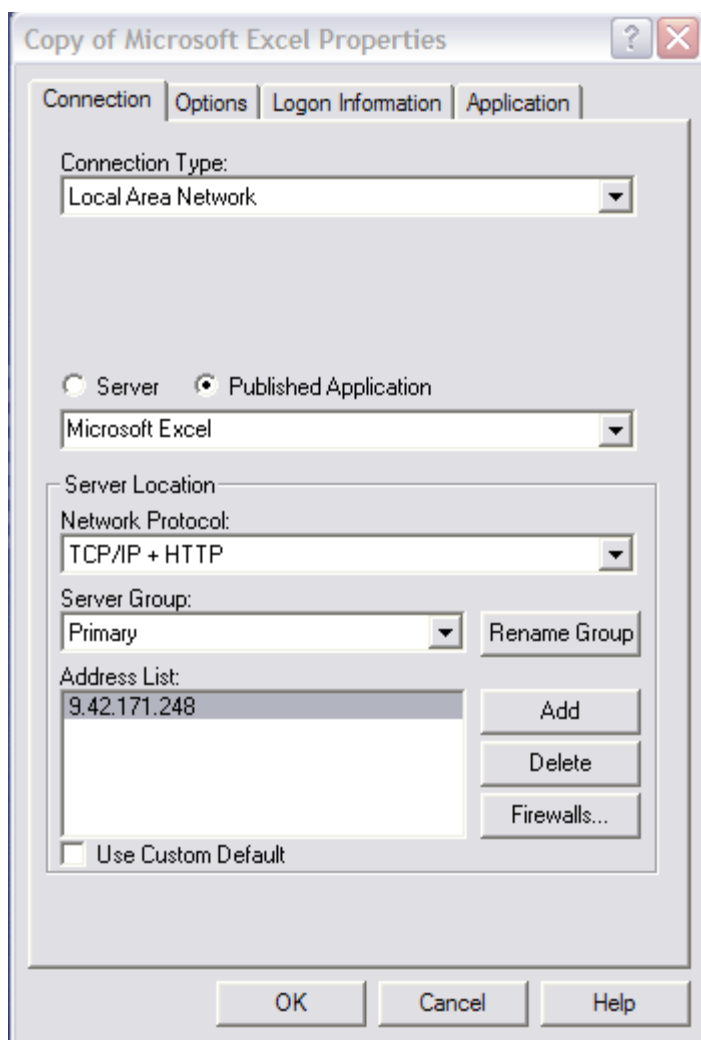 Copy of Microsoft Excel Properties
?
Connection Options Logon Information Application
Connection Type:
Local Area Network
Server Published Application
Microsoft Excel
Server Location
Network Protocol:
TCP/IP + HTTP
Server Group:
Primary Rename Group
Address List:
9.42.171.248
Add
Delete
Firewalls...
Use Custom Default
OK Cancel Help